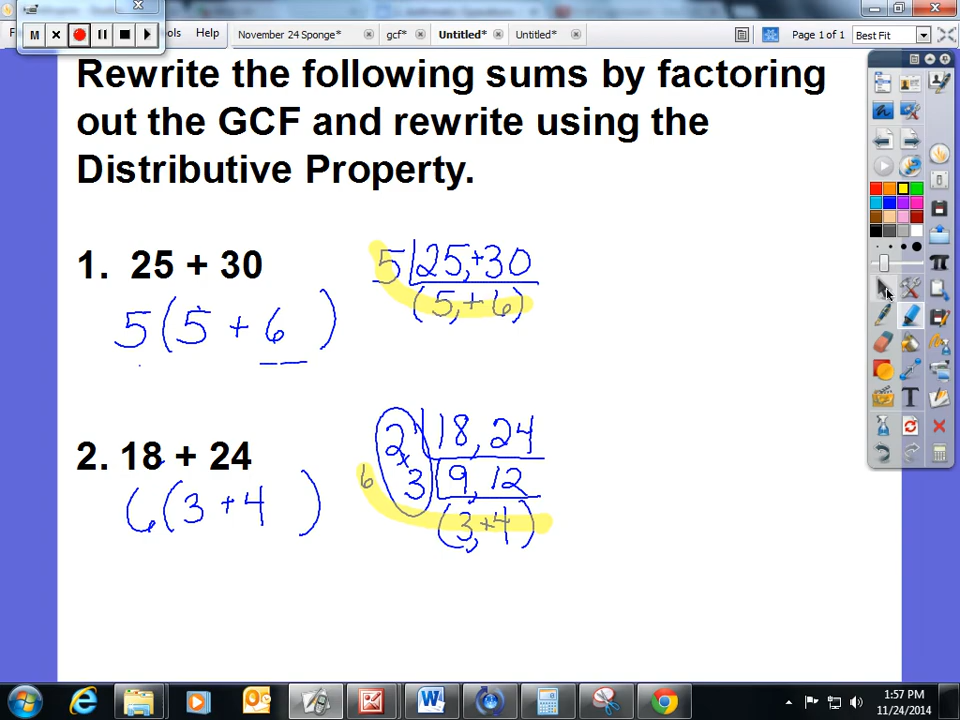 M
Help
November 24 Sponge*
gcf*
Untitled*
Untitled*
Page 1 of 1
Best Fit
Rewrite the following sums by factoring
out the GCF and rewrite using the
Distributive Property.
1. 25 + 30
5 25, + 30
(5, + 6)
5(5 + 6 )
2 18, 24
2. 18 + 24
× 3 9, 12
6
6(3 + 4 )
(3, + 4)
1:57 PM
11/24/2014